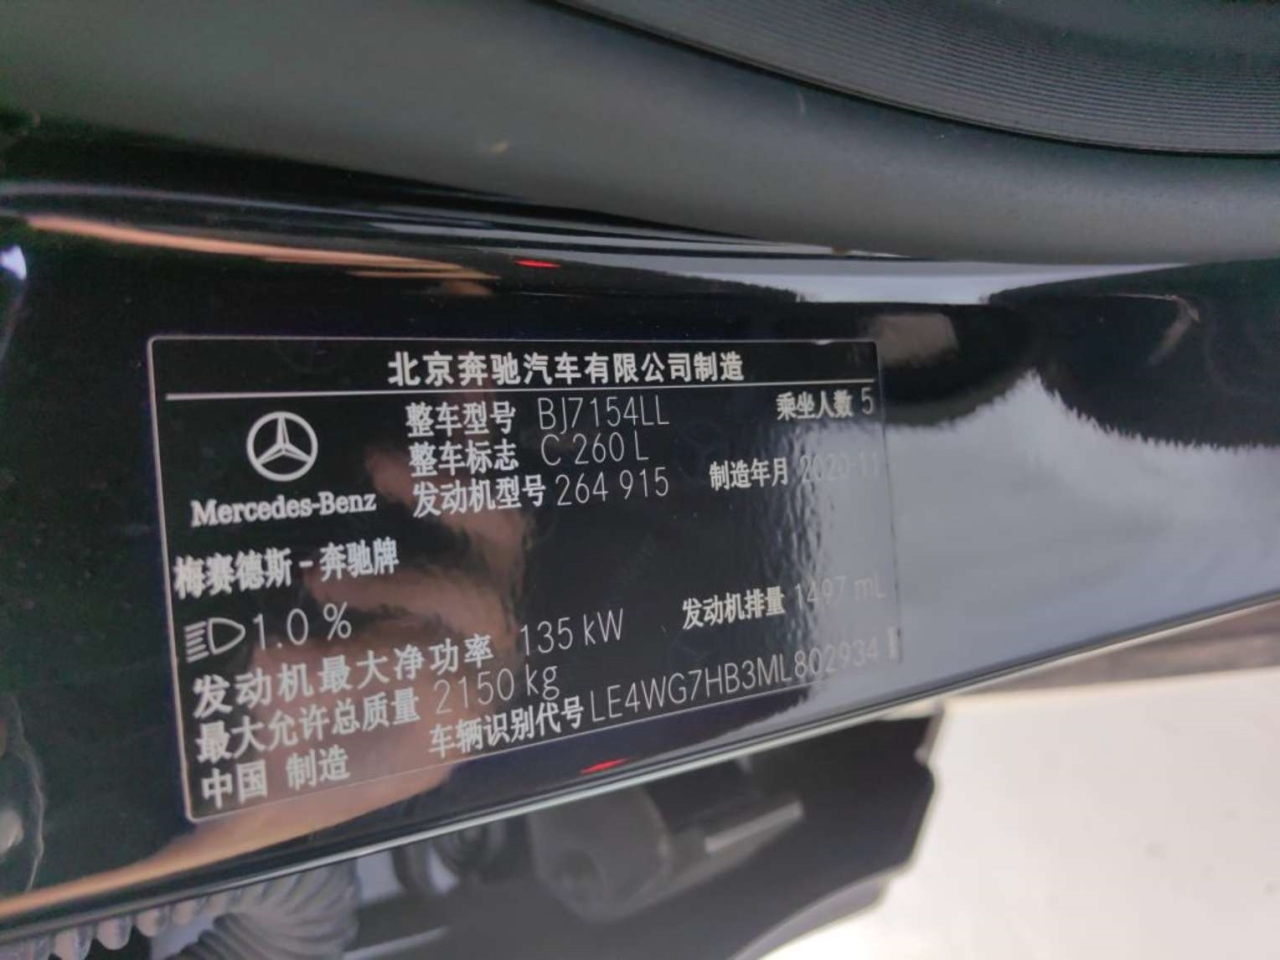 北京奔驰汽车有限公司制造
整车型号 BJ7154LL 乘坐人数 5
整车标志 C 260 L
发动机型号 264 915 制造年月 2020-11
Mercedes-Benz
梅赛德斯-奔驰牌
1.0 %
发动机最大净功率 135 kW 发动机排量 1497 mL
最大允许总质量 2150 kg
中国 制造 车辆识别代号 LE4WG7HB3ML802934